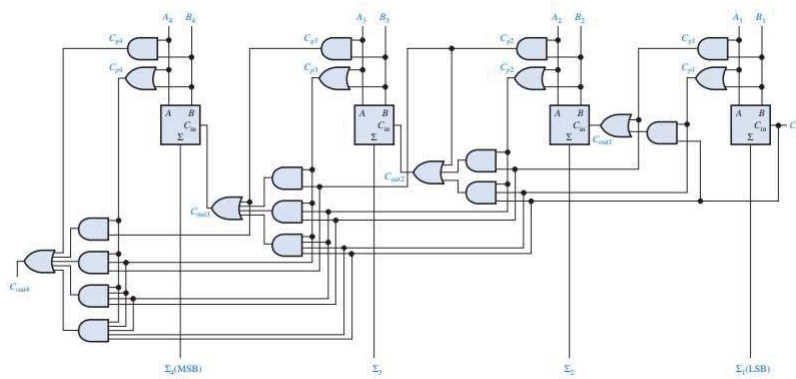 A4 B4 A3 B3 A2 B2 A1 B1
Cg4 Cg3 Cg2 Cg1
Cp4 Cp3 Cp2 Cp1
A B A B A B A B
Cin Cin Cin Cin C
Σ Σ Σ Σ
Cout1
Cout2
Cout3
Cout4
Σ4(MSB) Σ3 Σ2 Σ1(LSB)